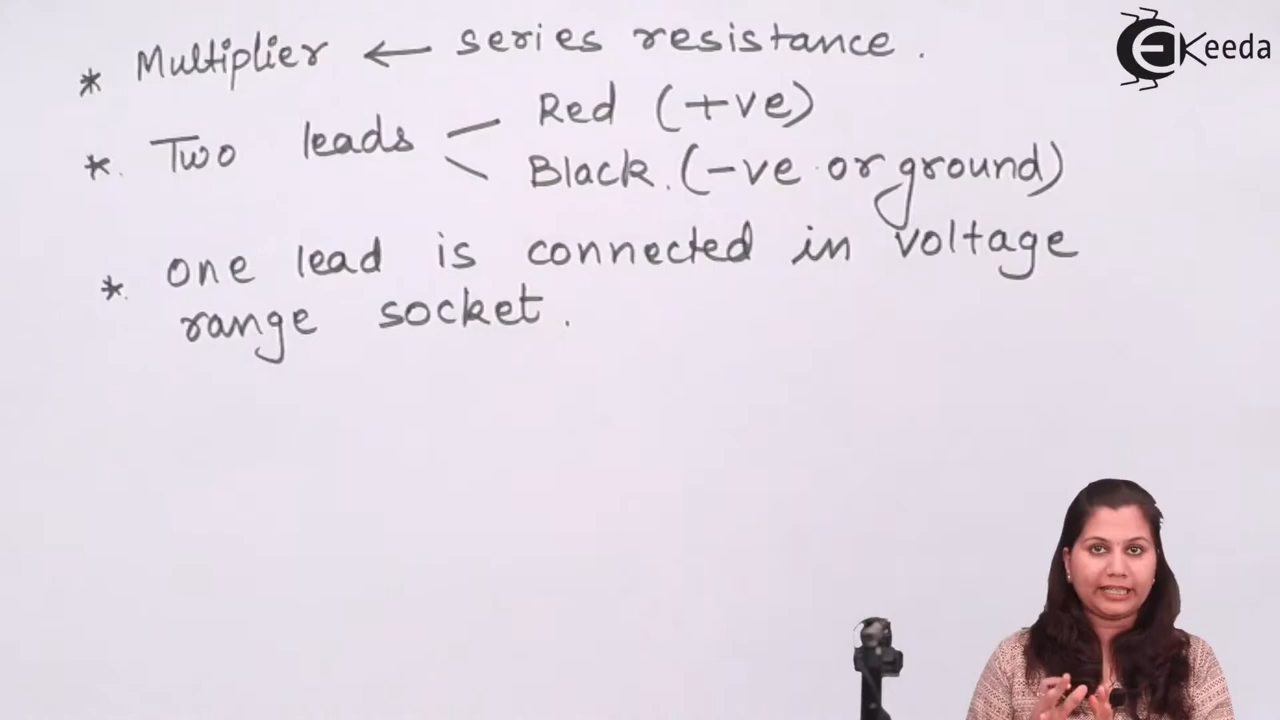 * Multiplier ← series resistance.
* Two leads — Red (+ve)
Black. (-ve or ground)
* one lead is connected in voltage
range socket.
EKeeda